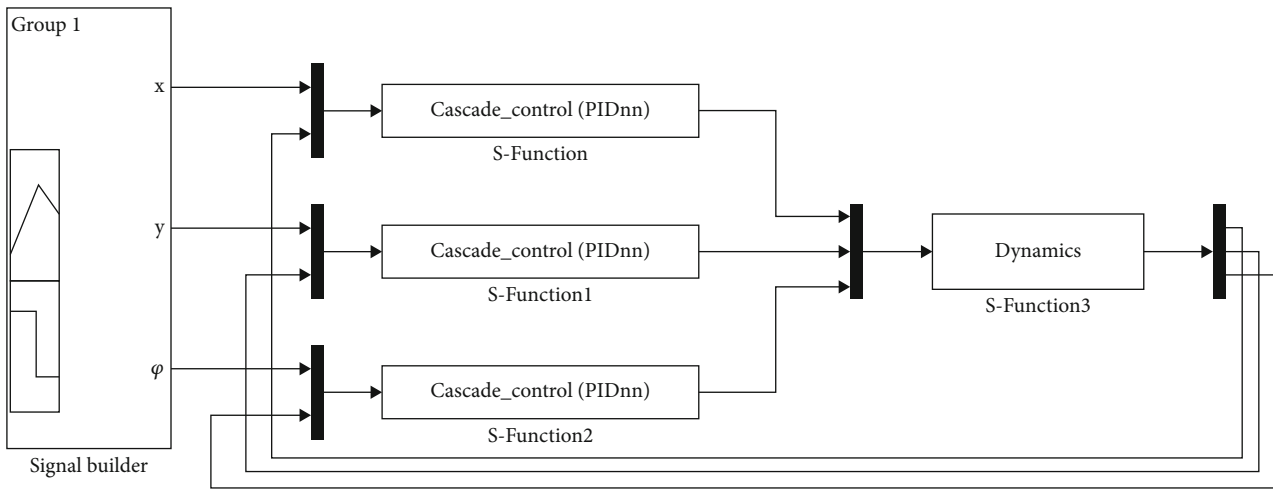 Group 1
x
y
φ
Signal builder
Cascade_control (PIDnn)
S-Function
Cascade_control (PIDnn)
S-Function1
Cascade_control (PIDnn)
S-Function2
Dynamics
S-Function3